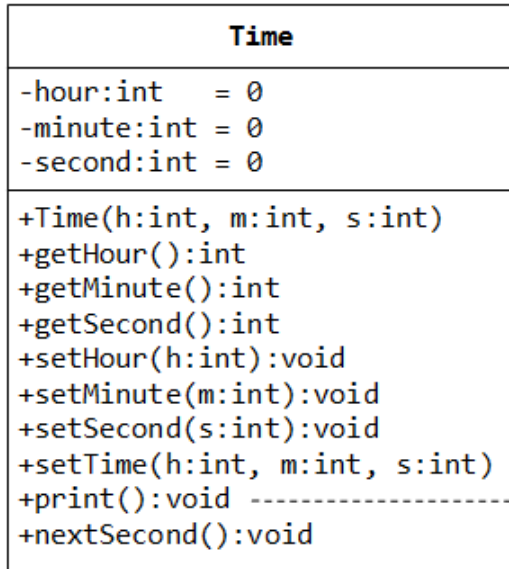 Time
-hour:int   = 0
-minute:int = 0
-second:int = 0
+Time(h:int, m:int, s:int)
+getHour():int
+getMinute():int
+getSecond():int
+setHour(h:int):void
+setMinute(m:int):void
+setSecond(s:int):void
+setTime(h:int, m:int, s:int)
+print():void
+nextSecond():void